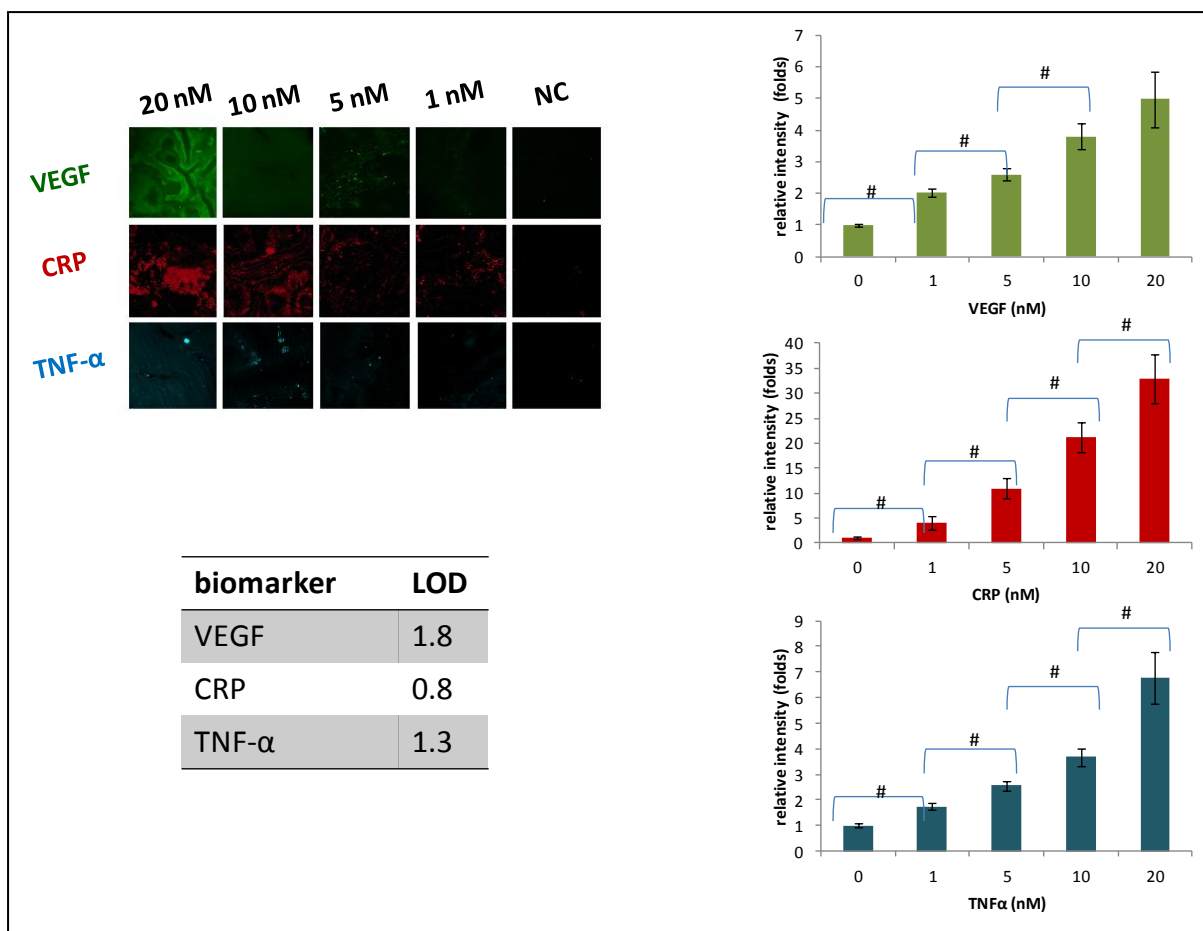 20 nM 10 nM 5 nM 1 nM NC
VEGF
CRP
TNF-α
biomarker LOD
VEGF 1.8
CRP 0.8
TNF-α 1.3
relative intensity (folds)
7
6
5
4
3
2
1
0
# # #
0 1 5 10 20
VEGF (nM)
relative intensity (folds)
40
35
30
25
20
15
10
5
0
# # # #
0 1 5 10 20
CRP (nM)
relative intensity (folds)
9
8
7
6
5
4
3
2
1
0
# # # #
0 1 5 10 20
TNFα (nM)